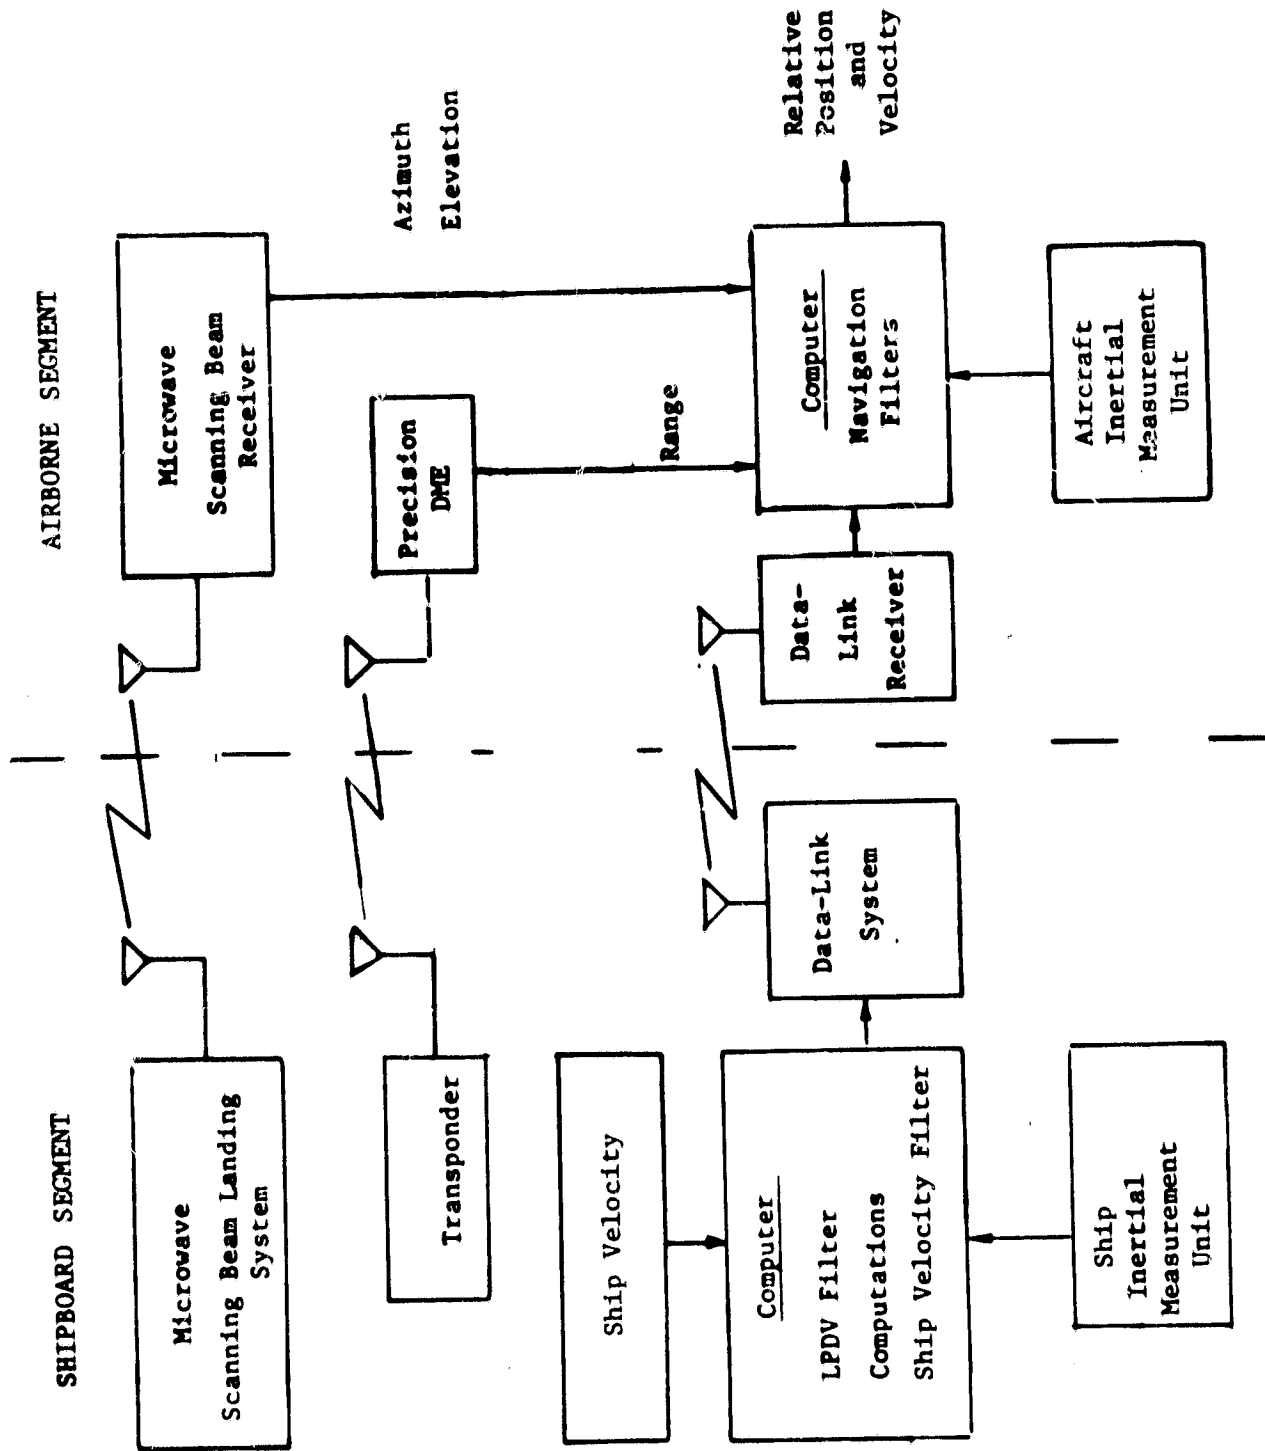 SHIPBOARD SEGMENT
AIRBORNE SEGMENT
Microwave
Scanning Beam Landing
System
Microwave
Scanning Beam
Receiver
Azimuth
Elevation
Transponder
Precision
DME
Range
Ship Velocity
Computer
LPDV Filter
Computations
Ship Velocity Filter
Data-Link
System
Data-
Link
Receiver
Computer
Navigation
Filters
Relative
Position
and
Velocity
Ship
Inertial
Measurement
Unit
Aircraft
Inertial
Measurement
Unit